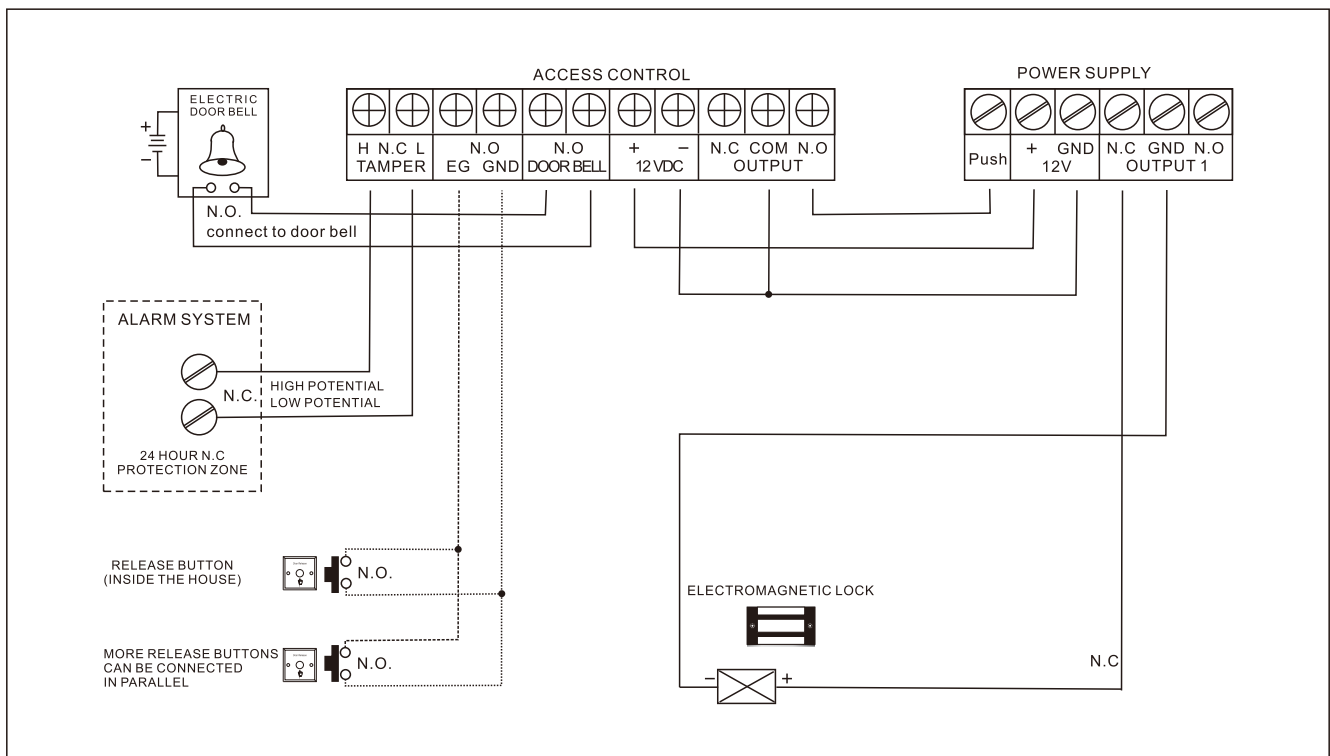 ACCESS CONTROL
POWER SUPPLY
ELECTRIC
DOOR BELL
+
−
H N.C L
TAMPER
N.O
EG GND
N.O
DOOR BELL
+ −
12 VDC
N.C COM N.O
OUTPUT
Push
+ GND
12V
N.C GND N.O
OUTPUT 1
N.O.
connect to door bell
ALARM SYSTEM
N.C.
HIGH POTENTIAL
LOW POTENTIAL
24 HOUR N.C
PROTECTION ZONE
RELEASE BUTTON
(INSIDE THE HOUSE)
N.O.
ELECTROMAGNETIC LOCK
MORE RELEASE BUTTONS
CAN BE CONNECTED
IN PARALLEL
N.O.
N.C
− +